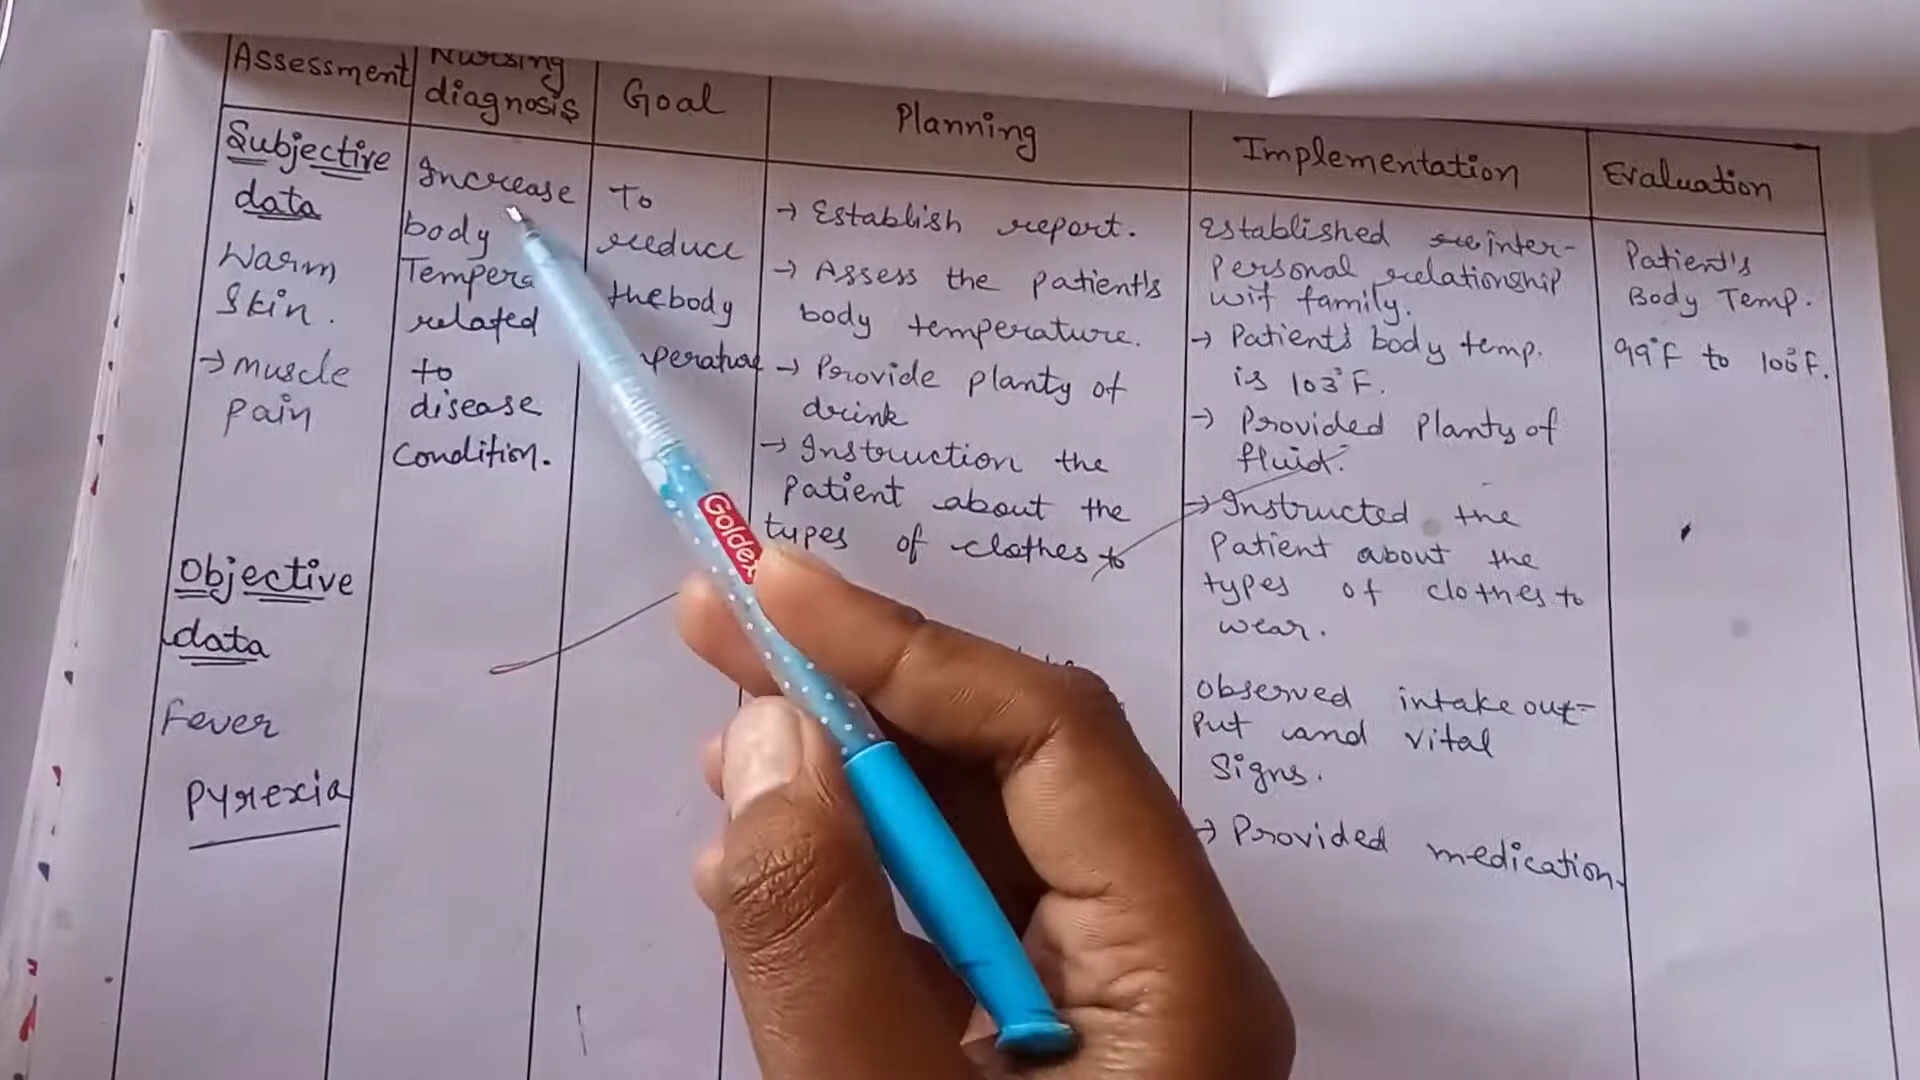 Assessment
Nursing
diagnosis
Goal
Planning
Implementation
Evaluation
Subjective
data
Warm
Skin.
→ muscle
Pain
Objective
data
Fever
Pyrexia
Increase
body
Tempera
related
to
disease
Condition.
To
reduce
the body
perature
→ Establish report.
→ Assess the patient's
body temperature.
→ Provide planty of
drink
→ Instruction the
Patient about the
types of clothes to
Established re inter-
Personal relationship
wit family.
→ Patient's body temp.
is 103°F.
→ Provided Planty of
fluid.
→ Instructed the
Patient about the
types of clothes to
wear.
Observed intake out=
Put and vital
Signs.
→ Provided medication.
Patient's
Body Temp.
99°F to 100°F.
Goldex